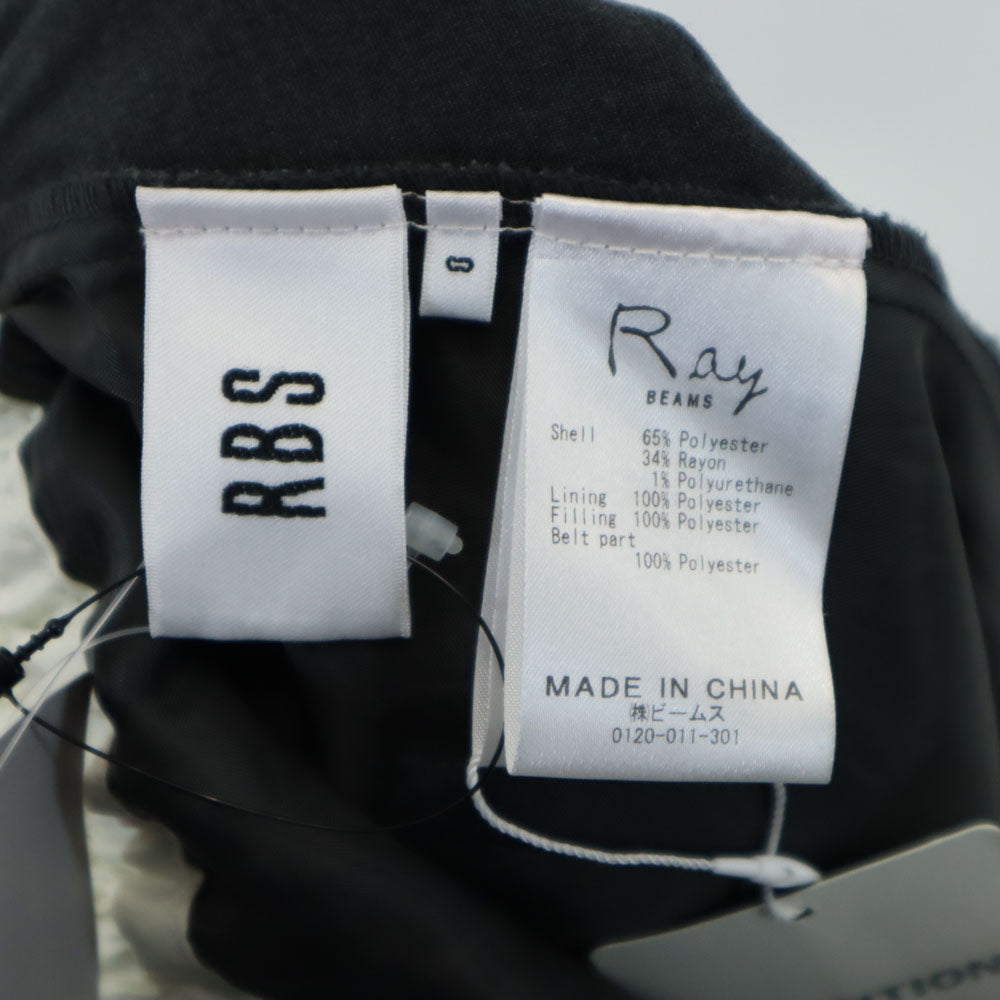 RBS
0
Ray
BEAMS
Shell 65% Polyester
34% Rayon
1% Polyurethane
Lining 100% Polyester
Filling 100% Polyester
Belt part
100% Polyester
MADE IN CHINA
㈱ビームス
0120-011-301